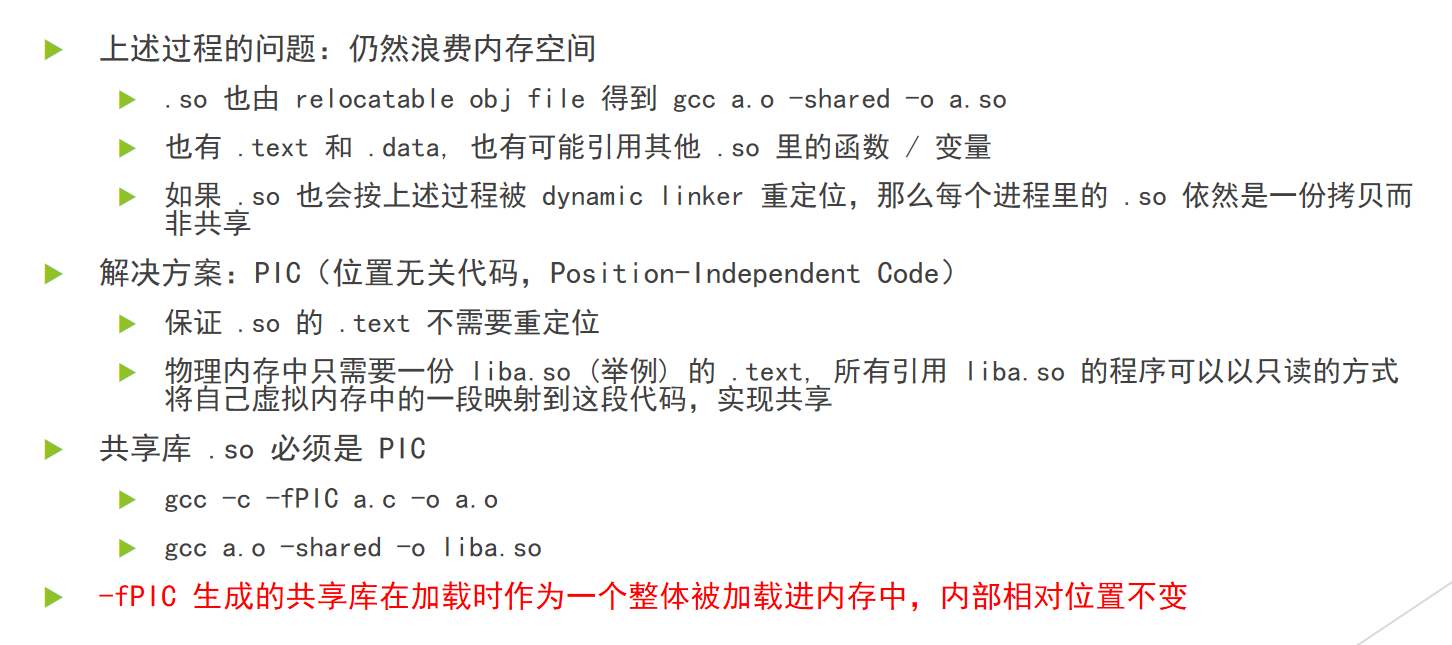 上述过程的问题：仍然浪费内存空间
.so 也由 relocatable obj file 得到 gcc a.o -shared -o a.so
也有 .text 和 .data, 也有可能引用其他 .so 里的函数 / 变量
如果 .so 也会按上述过程被 dynamic linker 重定位，那么每个进程里的 .so 依然是一份拷贝而
非共享
解决方案：PIC（位置无关代码，Position-Independent Code）
保证 .so 的 .text 不需要重定位
物理内存中只需要一份 liba.so (举例) 的 .text, 所有引用 liba.so 的程序可以以只读的方式
将自己虚拟内存中的一段映射到这段代码，实现共享
共享库 .so 必须是 PIC
gcc -c -fPIC a.c -o a.o
gcc a.o -shared -o liba.so
-fPIC 生成的共享库在加载时作为一个整体被加载进内存中，内部相对位置不变